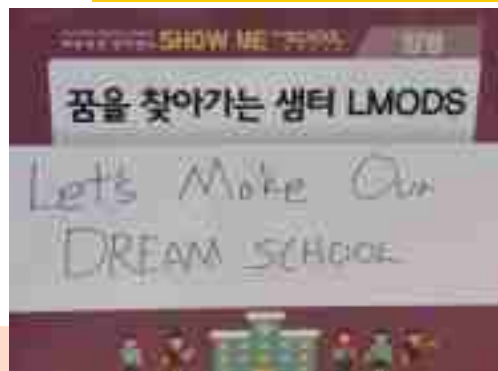 SHOW ME
꿈을 찾아가는 샘터 LMODS
Let's Make Our
DREAM SCHOOL